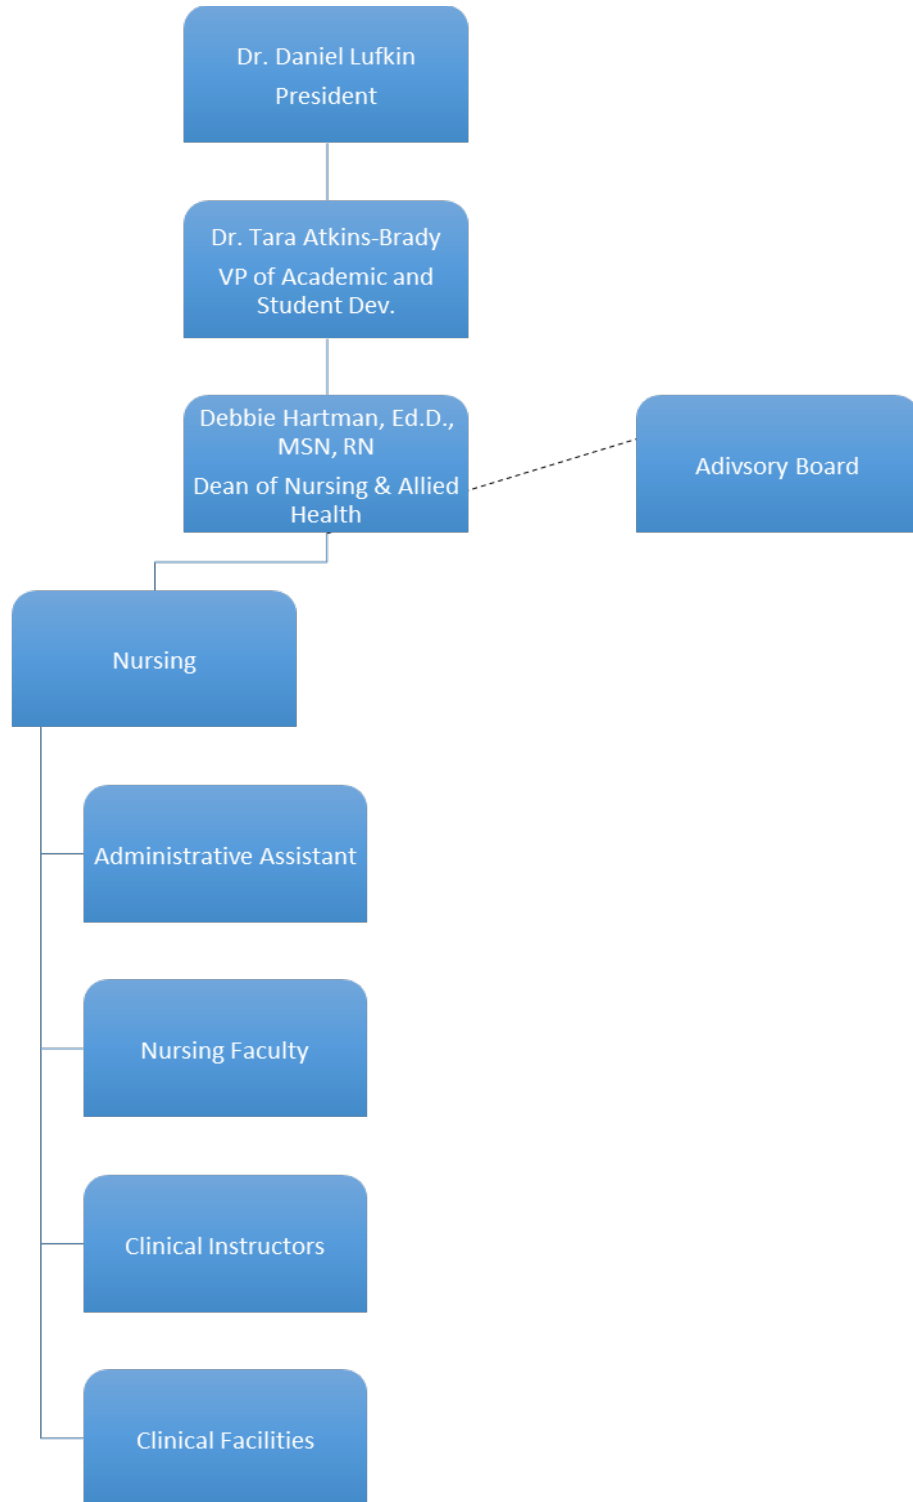 Dr. Daniel Lufkin
President
Dr. Tara Atkins-Brady
VP of Academic and
Student Dev.
Debbie Hartman, Ed.D.,
MSN, RN
Dean of Nursing & Allied
Health
Adivsory Board
Nursing
Administrative Assistant
Nursing Faculty
Clinical Instructors
Clinical Facilities